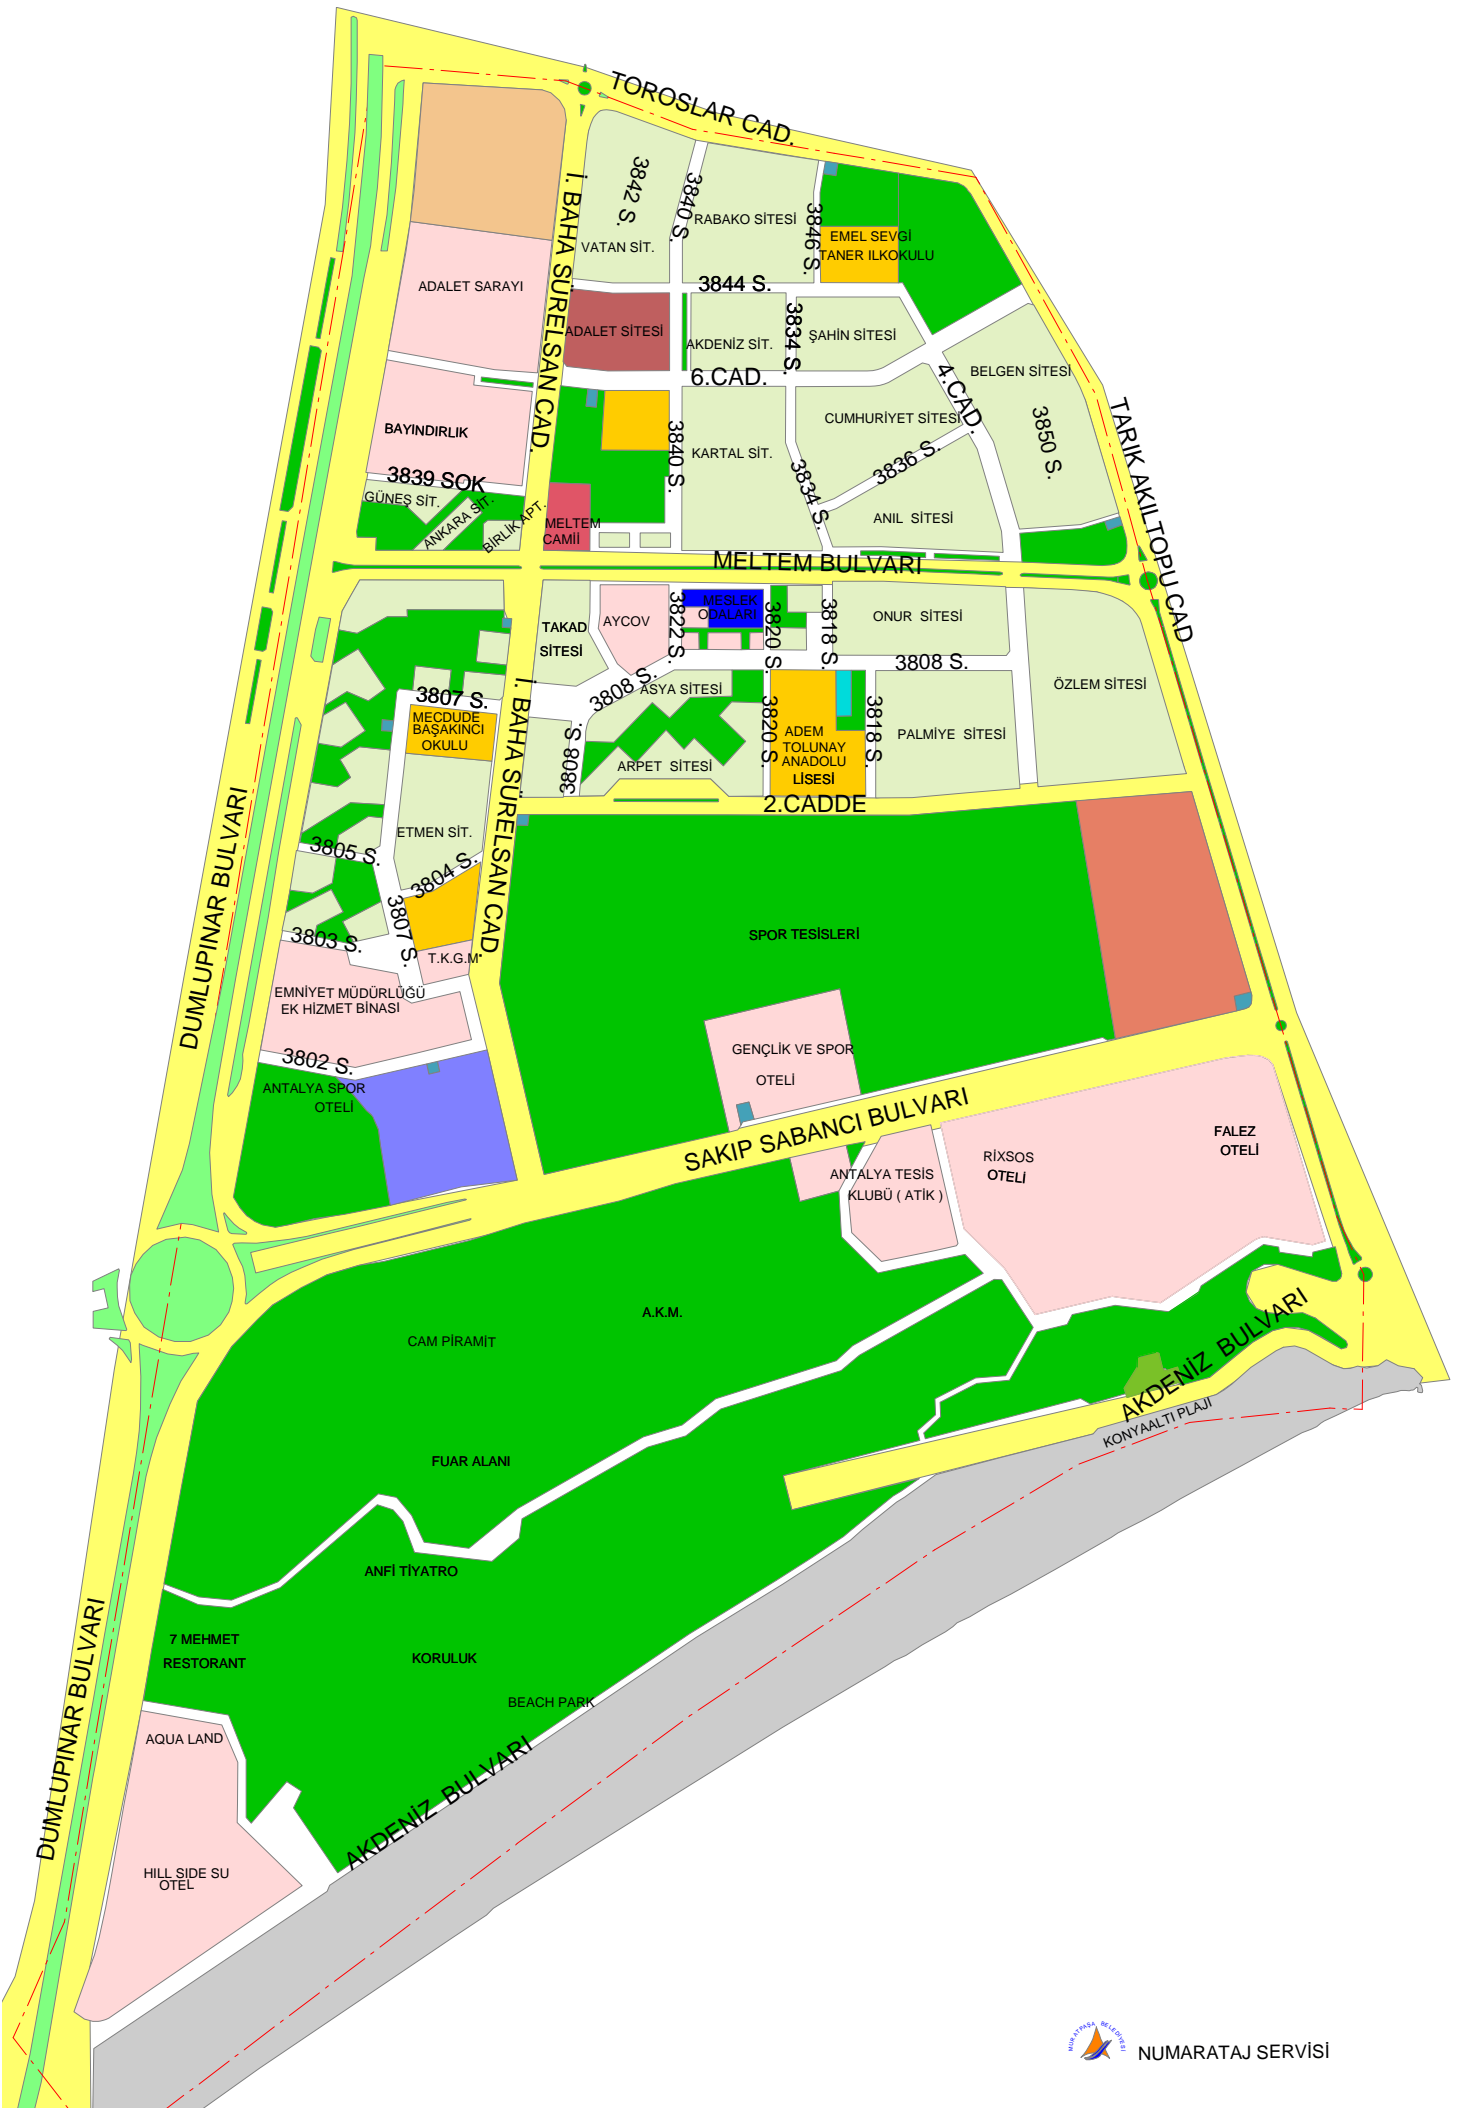 TOROSLAR CAD.
3842 S.
3840 S.
RABAKO SİTESİ
3846 S.
EMEL SEVGİ
TANER ILKOKULU
VATAN SİT.
İ. BAHA SÜRELSAN CAD.
ADALET SARAYI
3844 S.
ADALET SİTESİ
AKDENİZ SİT.
3834 S.
ŞAHİN SİTESİ
6.CAD.
4.CAD.
BELGEN SİTESİ
3850 S.
TARIK AKILTOPU CAD
BAYINDIRLIK
CUMHURİYET SİTESİ
3840 S.
KARTAL SİT.
3834 S.
3836 S.
3839 SOK
GÜNEŞ SİT.
ANKARA SİT.
BİRLİK APT.
MELTEM
CAMİİ
ANIL SİTESİ
MELTEM BULVARI
TAKAD
SİTESİ
AYCOV
3822 S.
MESLEK
ODALARI
3820 S.
3818 S.
ONUR SİTESİ
3808 S.
ÖZLEM SİTESİ
3807 S.
MECDUDE
BAŞAKINCI
OKULU
İ. BAHA SÜRELSAN CAD.
3808 S.
ASYA SİTESİ
3808 S.
ARPET SİTESİ
3820 S.
ADEM
TOLUNAY
ANADOLU
LİSESİ
3818 S.
PALMİYE SİTESİ
2.CADDE
DUMLUPINAR BULVARI
ETMEN SİT.
3805 S.
3804 S.
3807 S.
3803 S.
T.K.G.M
SPOR TESİSLERİ
EMNİYET MÜDÜRLÜĞÜ
EK HİZMET BİNASI
3802 S.
ANTALYA SPOR
OTELİ
GENÇLİK VE SPOR
OTELİ
SAKIP SABANCI BULVARI
ANTALYA TESİS
KLUBÜ ( ATİK )
RİXSOS
OTELİ
FALEZ
OTELİ
A.K.M.
CAM PİRAMİT
AKDENİZ BULVARI
KONYAALTI PLAJI
FUAR ALANI
ANFİ TİYATRO
DUMLUPINAR BULVARI
7 MEHMET
RESTORANT
KORULUK
BEACH PARK
AQUA LAND
AKDENİZ BULVARI
HILL SIDE SU
OTEL
MURATPAŞA BELEDİYESİ
NUMARATAJ SERVİSİ